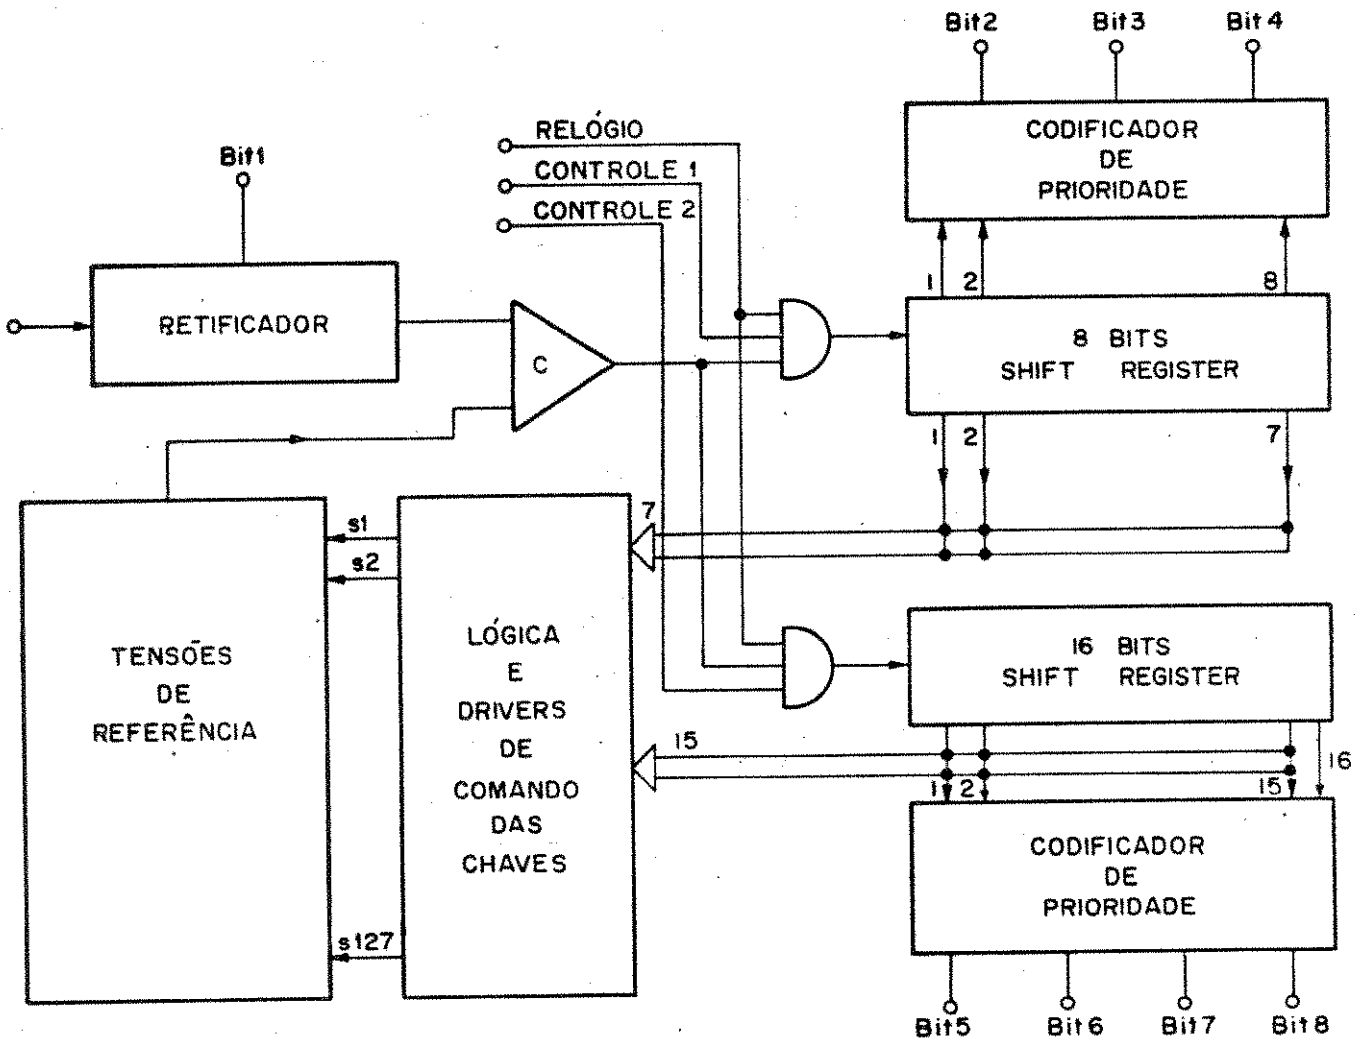 Bit2 Bit3 Bit4
CODIFICADOR
DE
PRIORIDADE
RELÓGIO
CONTROLE 1
CONTROLE 2
Bit1
1 2 8
RETIFICADOR
C
8 BITS
SHIFT REGISTER
1 2 7
7
s1
s2
TENSÕES
DE
REFERÊNCIA
LÓGICA
E
DRIVERS
DE
COMANDO
DAS
CHAVES
16 BITS
SHIFT REGISTER
15
16
1 2 15
s127
CODIFICADOR
DE
PRIORIDADE
Bit5 Bit6 Bit7 Bit8